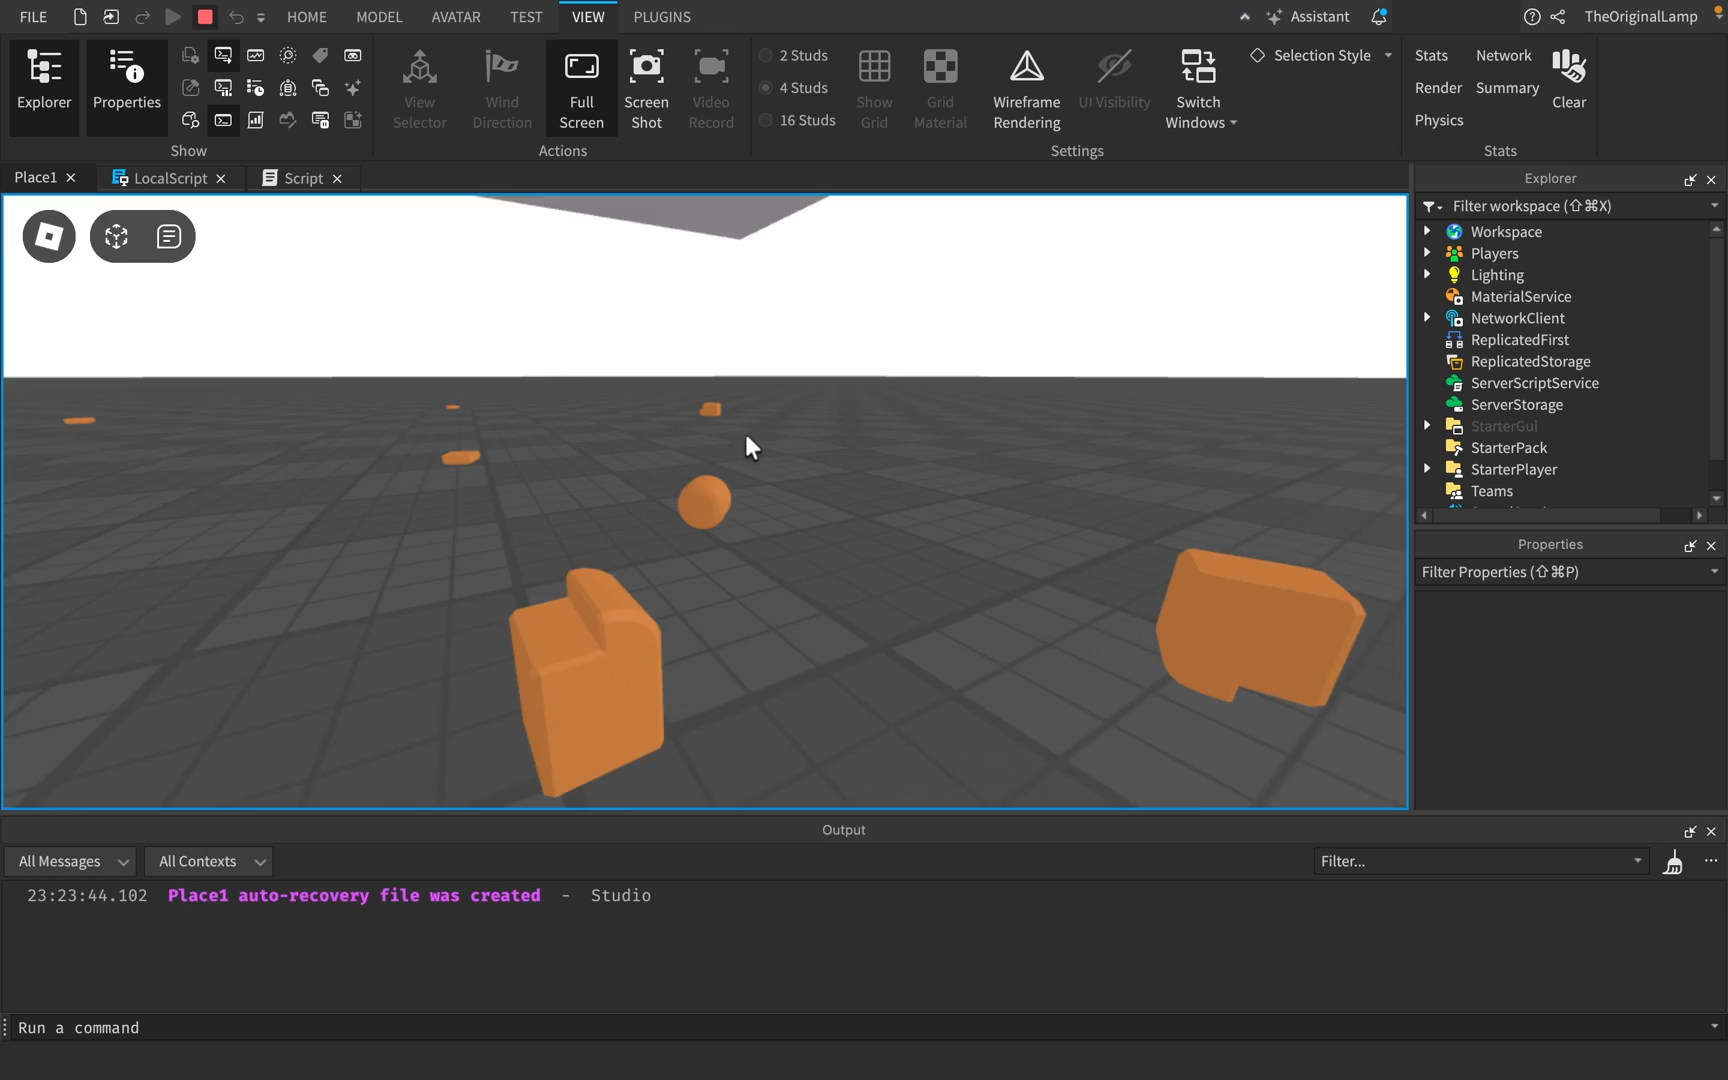 FILE
HOME
MODEL
AVATAR
TEST
VIEW
PLUGINS
Assistant
TheOriginalLamp
Explorer
Properties
Show
View
Selector
Wind
Direction
Full
Screen
Screen
Shot
Video
Record
Actions
2 Studs
4 Studs
16 Studs
Show
Grid
Grid
Material
Wireframe
Rendering
UI Visibility
Switch
Windows
Settings
Selection Style
Stats
Network
Render
Summary
Physics
Clear
Stats
Place1
LocalScript
Script
Explorer
Filter workspace (⇧⌘X)
Workspace
Players
Lighting
MaterialService
NetworkClient
ReplicatedFirst
ReplicatedStorage
ServerScriptService
ServerStorage
StarterGui
StarterPack
StarterPlayer
Teams
Properties
Filter Properties (⇧⌘P)
Output
All Messages
All Contexts
Filter...
23:23:44.102 Place1 auto-recovery file was created - Studio
Run a command